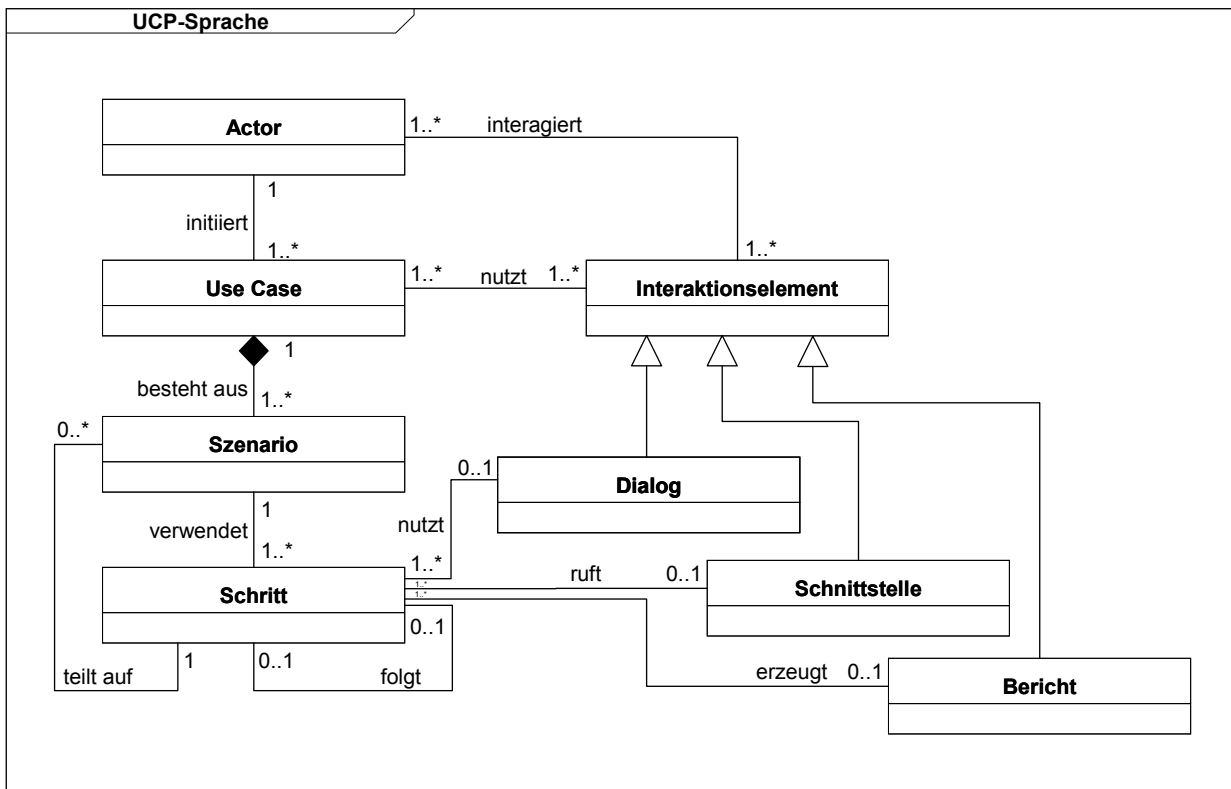 UCP-Sprache
Actor
1..*
interagiert
1
initiiert
1..*
1..*
Use Case
1..*
nutzt
1..*
Interaktionselement
1
besteht aus
1..*
0..*
Szenario
0..1
Dialog
1
verwendet
nutzt
1..*
1..*
ruft
0..1
Schnittstelle
1..*
1..*
Schritt
0..1
1
0..1
teilt auf
folgt
erzeugt
0..1
Bericht